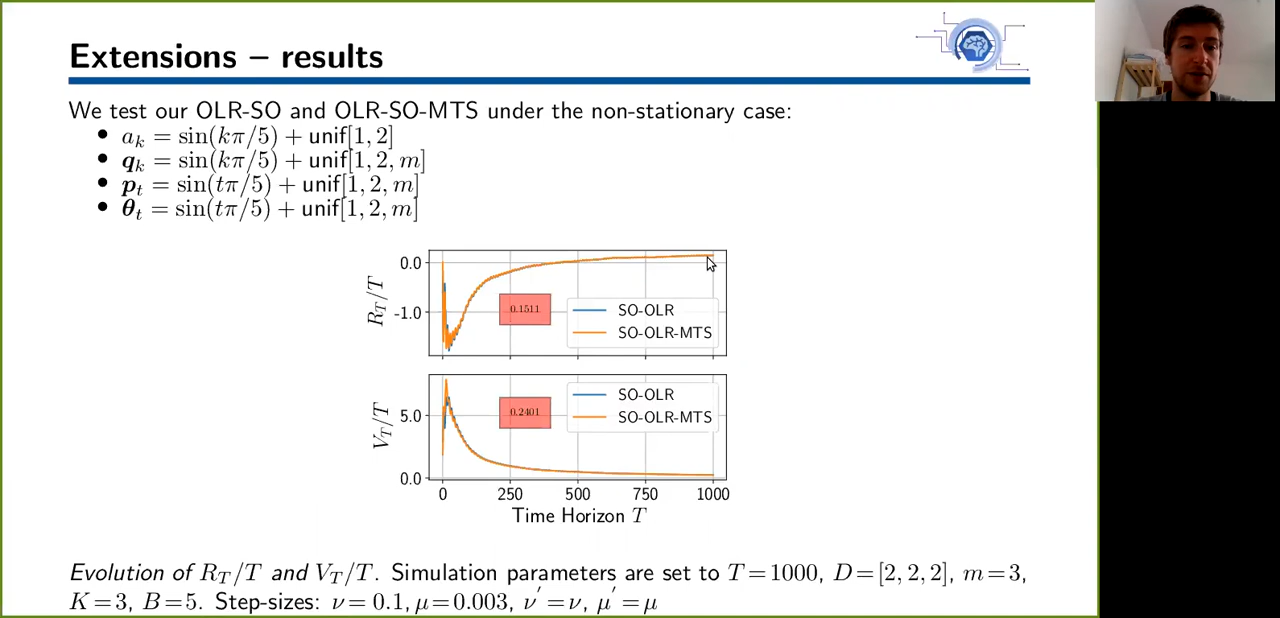 Extensions – results
We test our OLR-SO and OLR-SO-MTS under the non-stationary case:
• a_k = sin(kπ/5) + unif[1, 2]
• q_k = sin(kπ/5) + unif[1, 2, m]
• p_t = sin(tπ/5) + unif[1, 2, m]
• θ_t = sin(tπ/5) + unif[1, 2, m]
R_T/T
0.0
-1.0
0.1511
SO-OLR
SO-OLR-MTS
V_T/T
5.0
0.0
0.2401
SO-OLR
SO-OLR-MTS
0 250 500 750 1000
Time Horizon T
Evolution of R_T/T and V_T/T. Simulation parameters are set to T=1000, D=[2, 2, 2], m=3,
K=3, B=5. Step-sizes: ν=0.1, μ=0.003, ν′=ν, μ′=μ